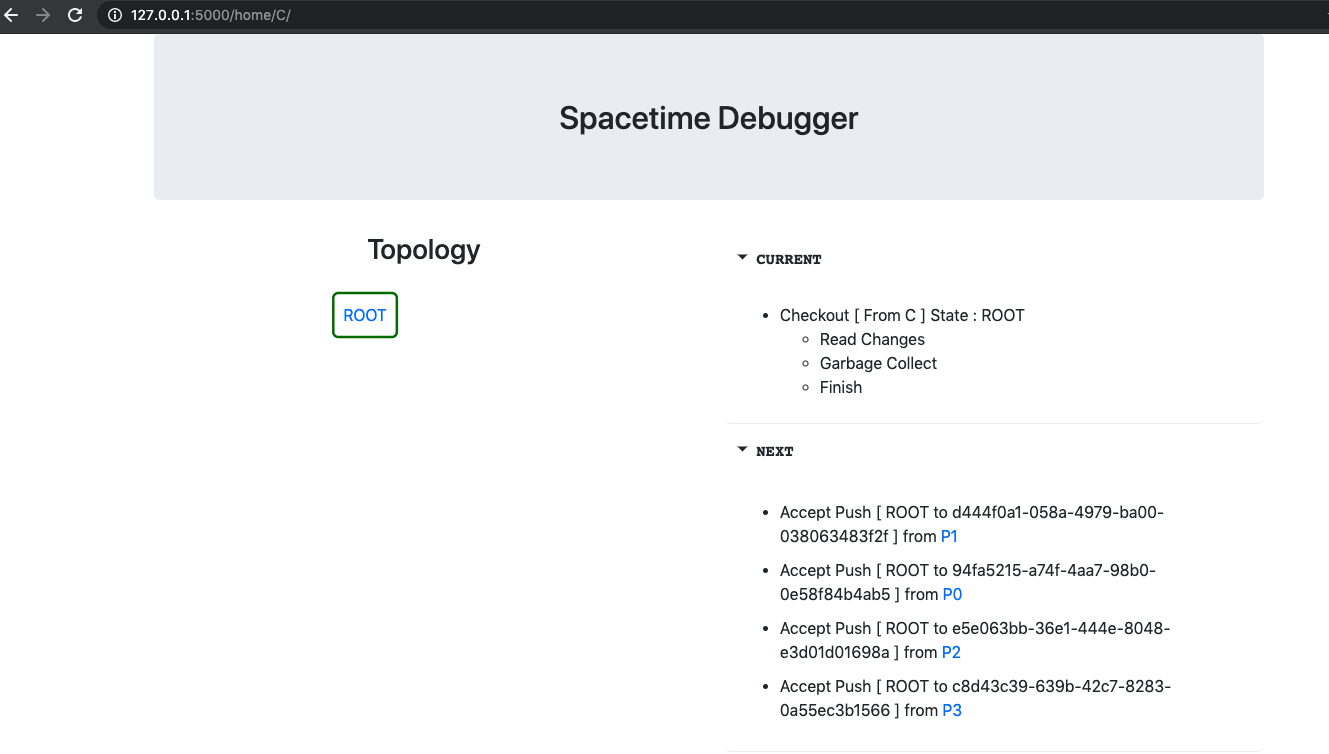 127.0.0.1:5000/home/C/
Spacetime Debugger
Topology
ROOT
CURRENT
Checkout [ From C ] State : ROOT
Read Changes
Garbage Collect
Finish
NEXT
Accept Push [ ROOT to d444f0a1-058a-4979-ba00-
038063483f2f ] from P1
Accept Push [ ROOT to 94fa5215-a74f-4aa7-98b0-
0e58f84b4ab5 ] from P0
Accept Push [ ROOT to e5e063bb-36e1-444e-8048-
e3d01d01698a ] from P2
Accept Push [ ROOT to c8d43c39-639b-42c7-8283-
0a55ec3b1566 ] from P3